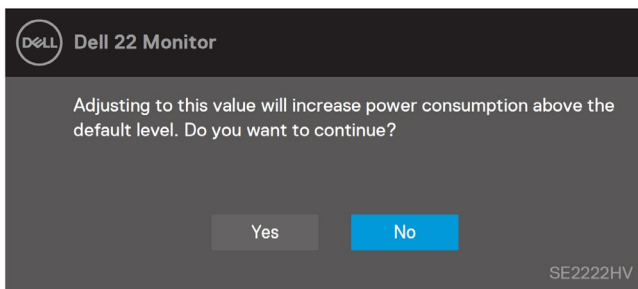 DELL Dell 22 Monitor
Adjusting to this value will increase power consumption above the
default level. Do you want to continue?
Yes No
SE2222HV